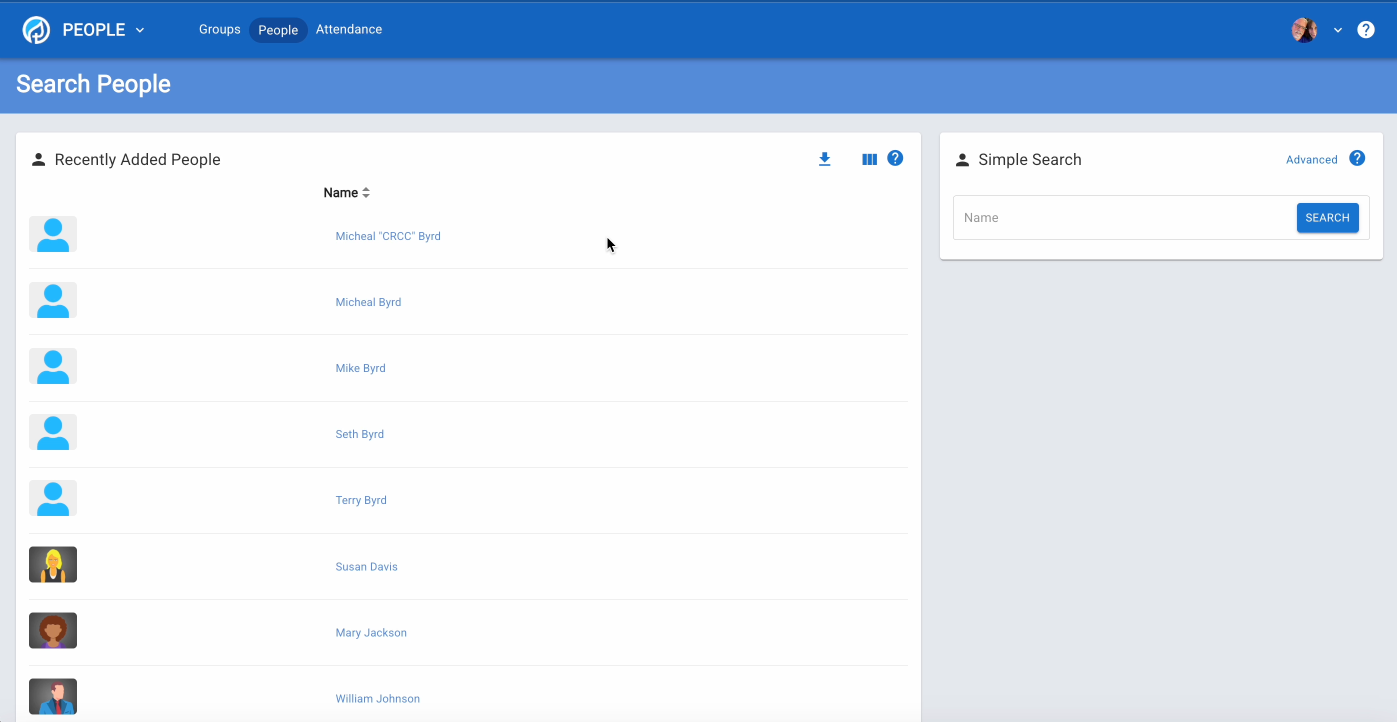 PEOPLE Groups People Attendance
Search People
Recently Added People
Name
Micheal "CRCC" Byrd
Micheal Byrd
Mike Byrd
Seth Byrd
Terry Byrd
Susan Davis
Mary Jackson
William Johnson
Simple Search Advanced
Name SEARCH